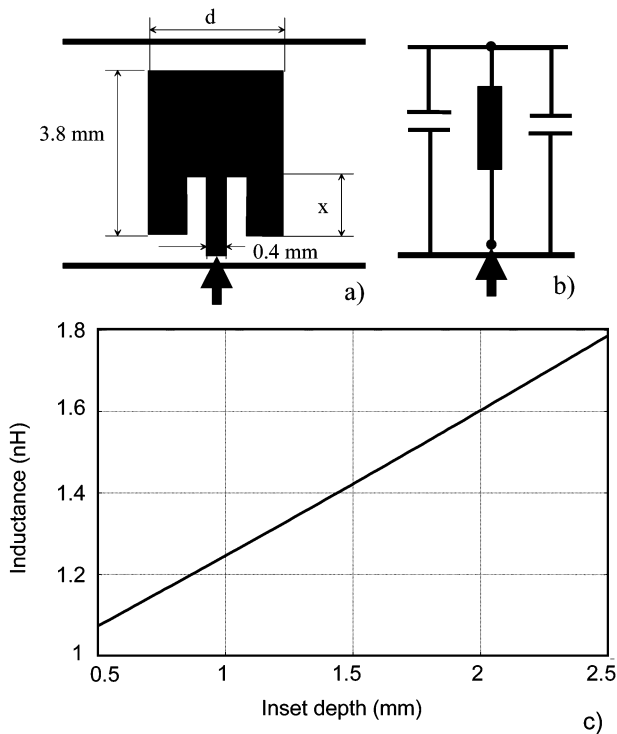 d
3.8 mm
x
0.4 mm
a)
b)
1.8
1.6
1.4
1.2
1
Inductance (nH)
0.5
1
1.5
2
2.5
Inset depth (mm)
c)